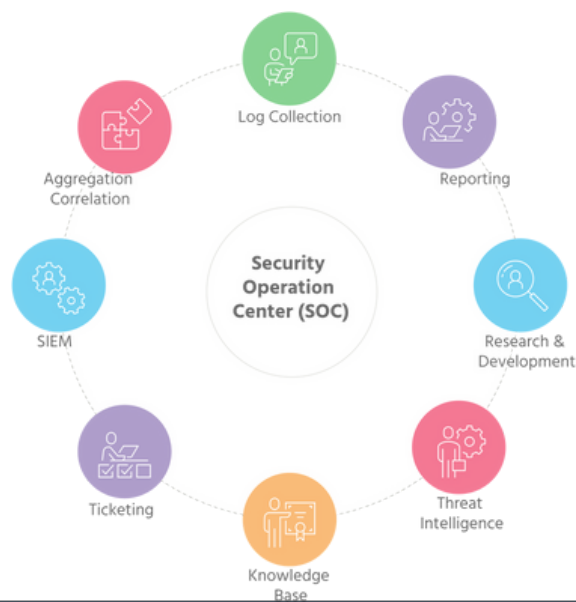 Log Collection
Reporting
Aggregation
Correlation
Security
Operation
Center (SOC)
SIEM
Research &
Development
Ticketing
Threat
Intelligence
Knowledge
Base